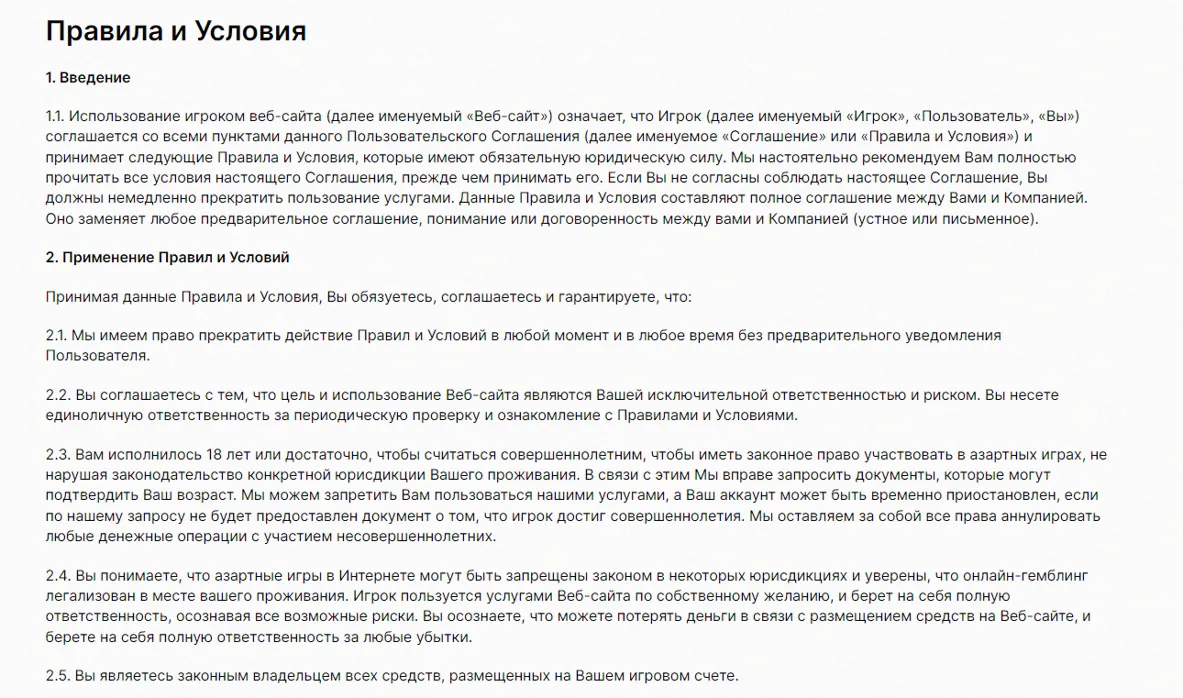 Правила и Условия
1. Введение
1.1. Использование игроком веб-сайта (далее именуемый «Веб-сайт») означает, что Игрок (далее именуемый «Игрок», «Пользователь», «Вы»)
соглашается со всеми пунктами данного Пользовательского Соглашения (далее именуемое «Соглашение» или «Правила и Условия») и
принимает следующие Правила и Условия, которые имеют обязательную юридическую силу. Мы настоятельно рекомендуем Вам полностью
прочитать все условия настоящего Соглашения, прежде чем принимать его. Если Вы не согласны соблюдать настоящее Соглашение, Вы
должны немедленно прекратить пользование услугами. Данные Правила и Условия составляют полное соглашение между Вами и Компанией.
Оно заменяет любое предварительное соглашение, понимание или договоренность между вами и Компанией (устное или письменное).
2. Применение Правил и Условий
Принимая данные Правила и Условия, Вы обязуетесь, соглашаетесь и гарантируете, что:
2.1. Мы имеем право прекратить действие Правил и Условий в любой момент и в любое время без предварительного уведомления
Пользователя.
2.2. Вы соглашаетесь с тем, что цель и использование Веб-сайта являются Вашей исключительной ответственностью и риском. Вы несете
единоличную ответственность за периодическую проверку и ознакомление с Правилами и Условиями.
2.3. Вам исполнилось 18 лет или достаточно, чтобы считаться совершеннолетним, чтобы иметь законное право участвовать в азартных играх, не
нарушая законодательство конкретной юрисдикции Вашего проживания. В связи с этим Мы вправе запросить документы, которые могут
подтвердить Ваш возраст. Мы можем запретить Вам пользоваться нашими услугами, а Ваш аккаунт может быть временно приостановлен, если
по нашему запросу не будет предоставлен документ о том, что игрок достиг совершеннолетия. Мы оставляем за собой все права аннулировать
любые денежные операции с участием несовершеннолетних.
2.4. Вы понимаете, что азартные игры в Интернете могут быть запрещены законом в некоторых юрисдикциях и уверены, что онлайн-гемблинг
легализован в месте вашего проживания. Игрок пользуется услугами Веб-сайта по собственному желанию, и берет на себя полную
ответственность, осознавая все возможные риски. Вы осознаете, что можете потерять деньги в связи с размещением средств на Веб-сайте, и
берете на себя полную ответственность за любые убытки.
2.5. Вы являетесь законным владельцем всех средств, размещенных на Вашем игровом счете.